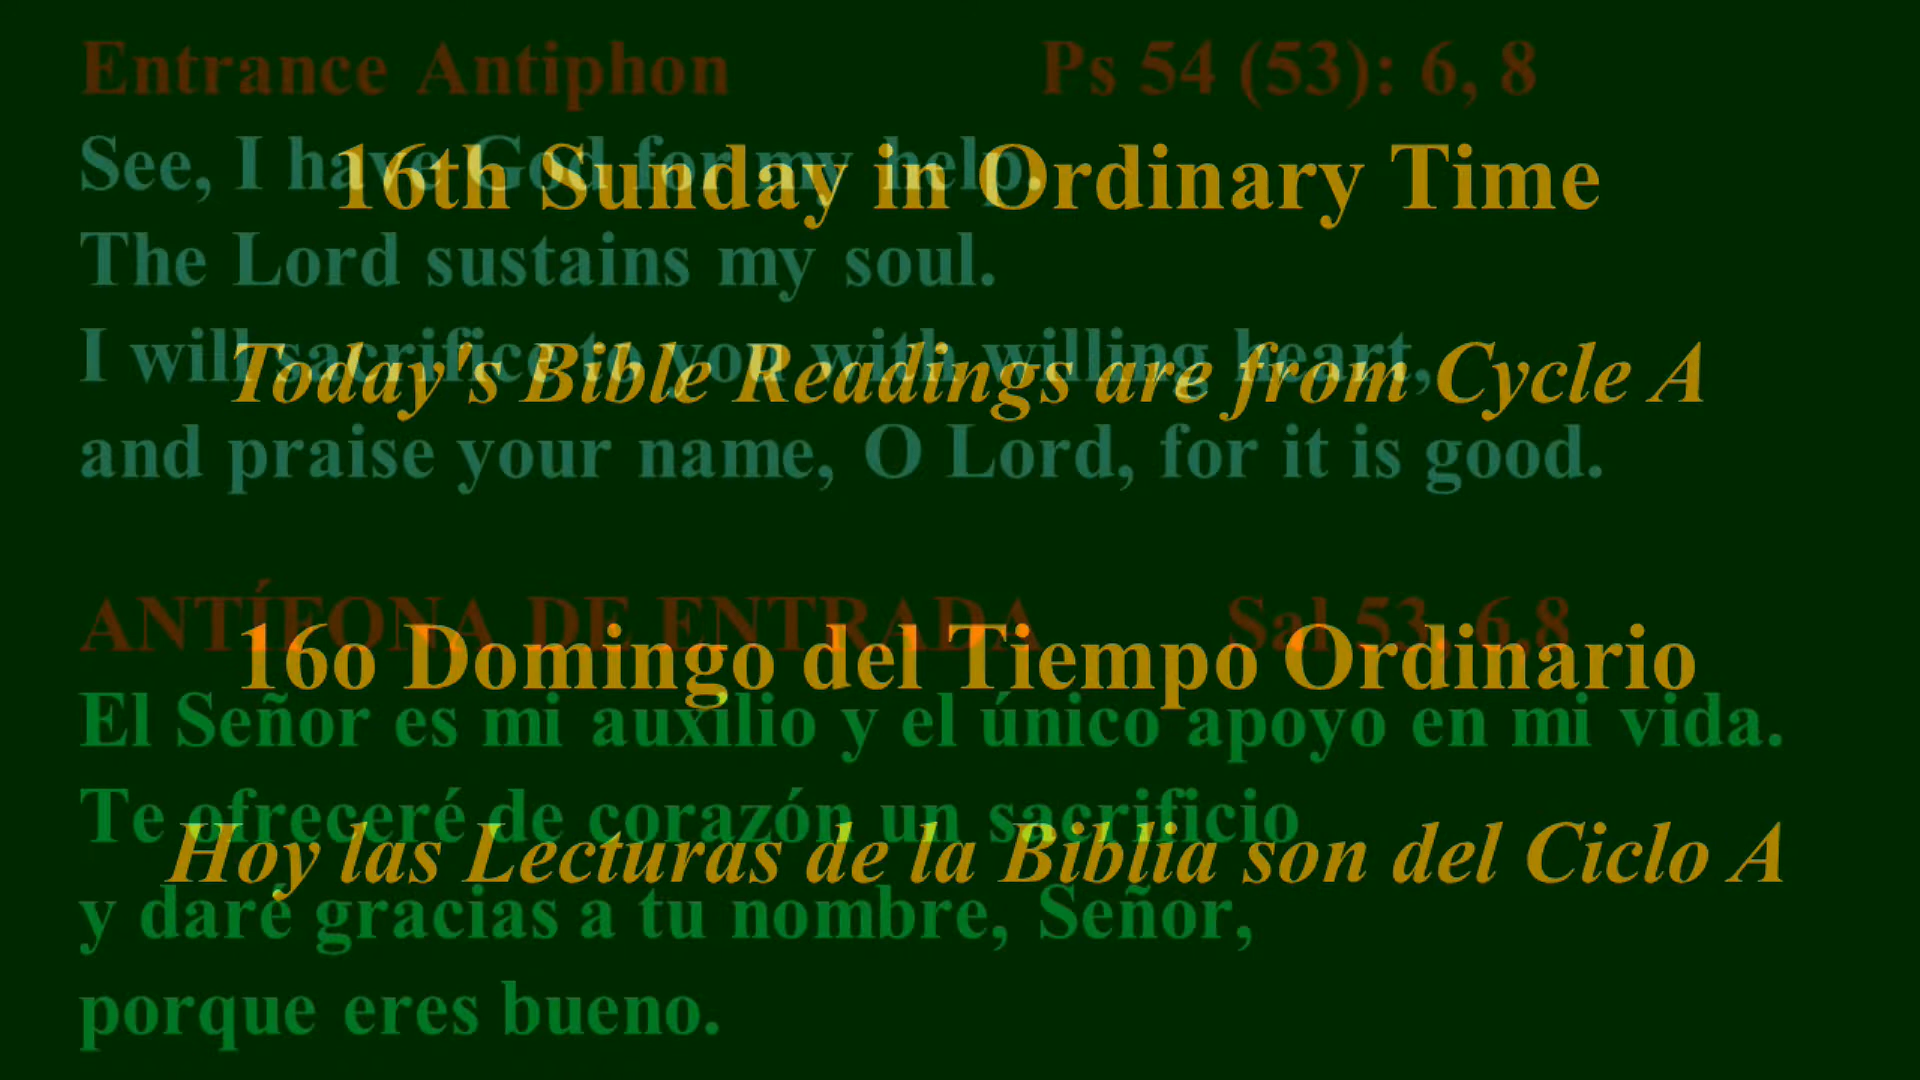 Entrance Antiphon Ps 54 (53): 6, 8
See, I have God for my help.
16th Sunday in Ordinary Time
The Lord sustains my soul.
I will sacrifice to you with willing heart,
Today's Bible Readings are from Cycle A
and praise your name, O Lord, for it is good.
ANTÍFONA DE ENTRADA Sal 53, 6,8
16o Domingo del Tiempo Ordinario
El Señor es mi auxilio y el único apoyo en mi vida.
Te ofreceré de corazón un sacrificio
Hoy las Lecturas de la Biblia son del Ciclo A
y daré gracias a tu nombre, Señor,
porque eres bueno.